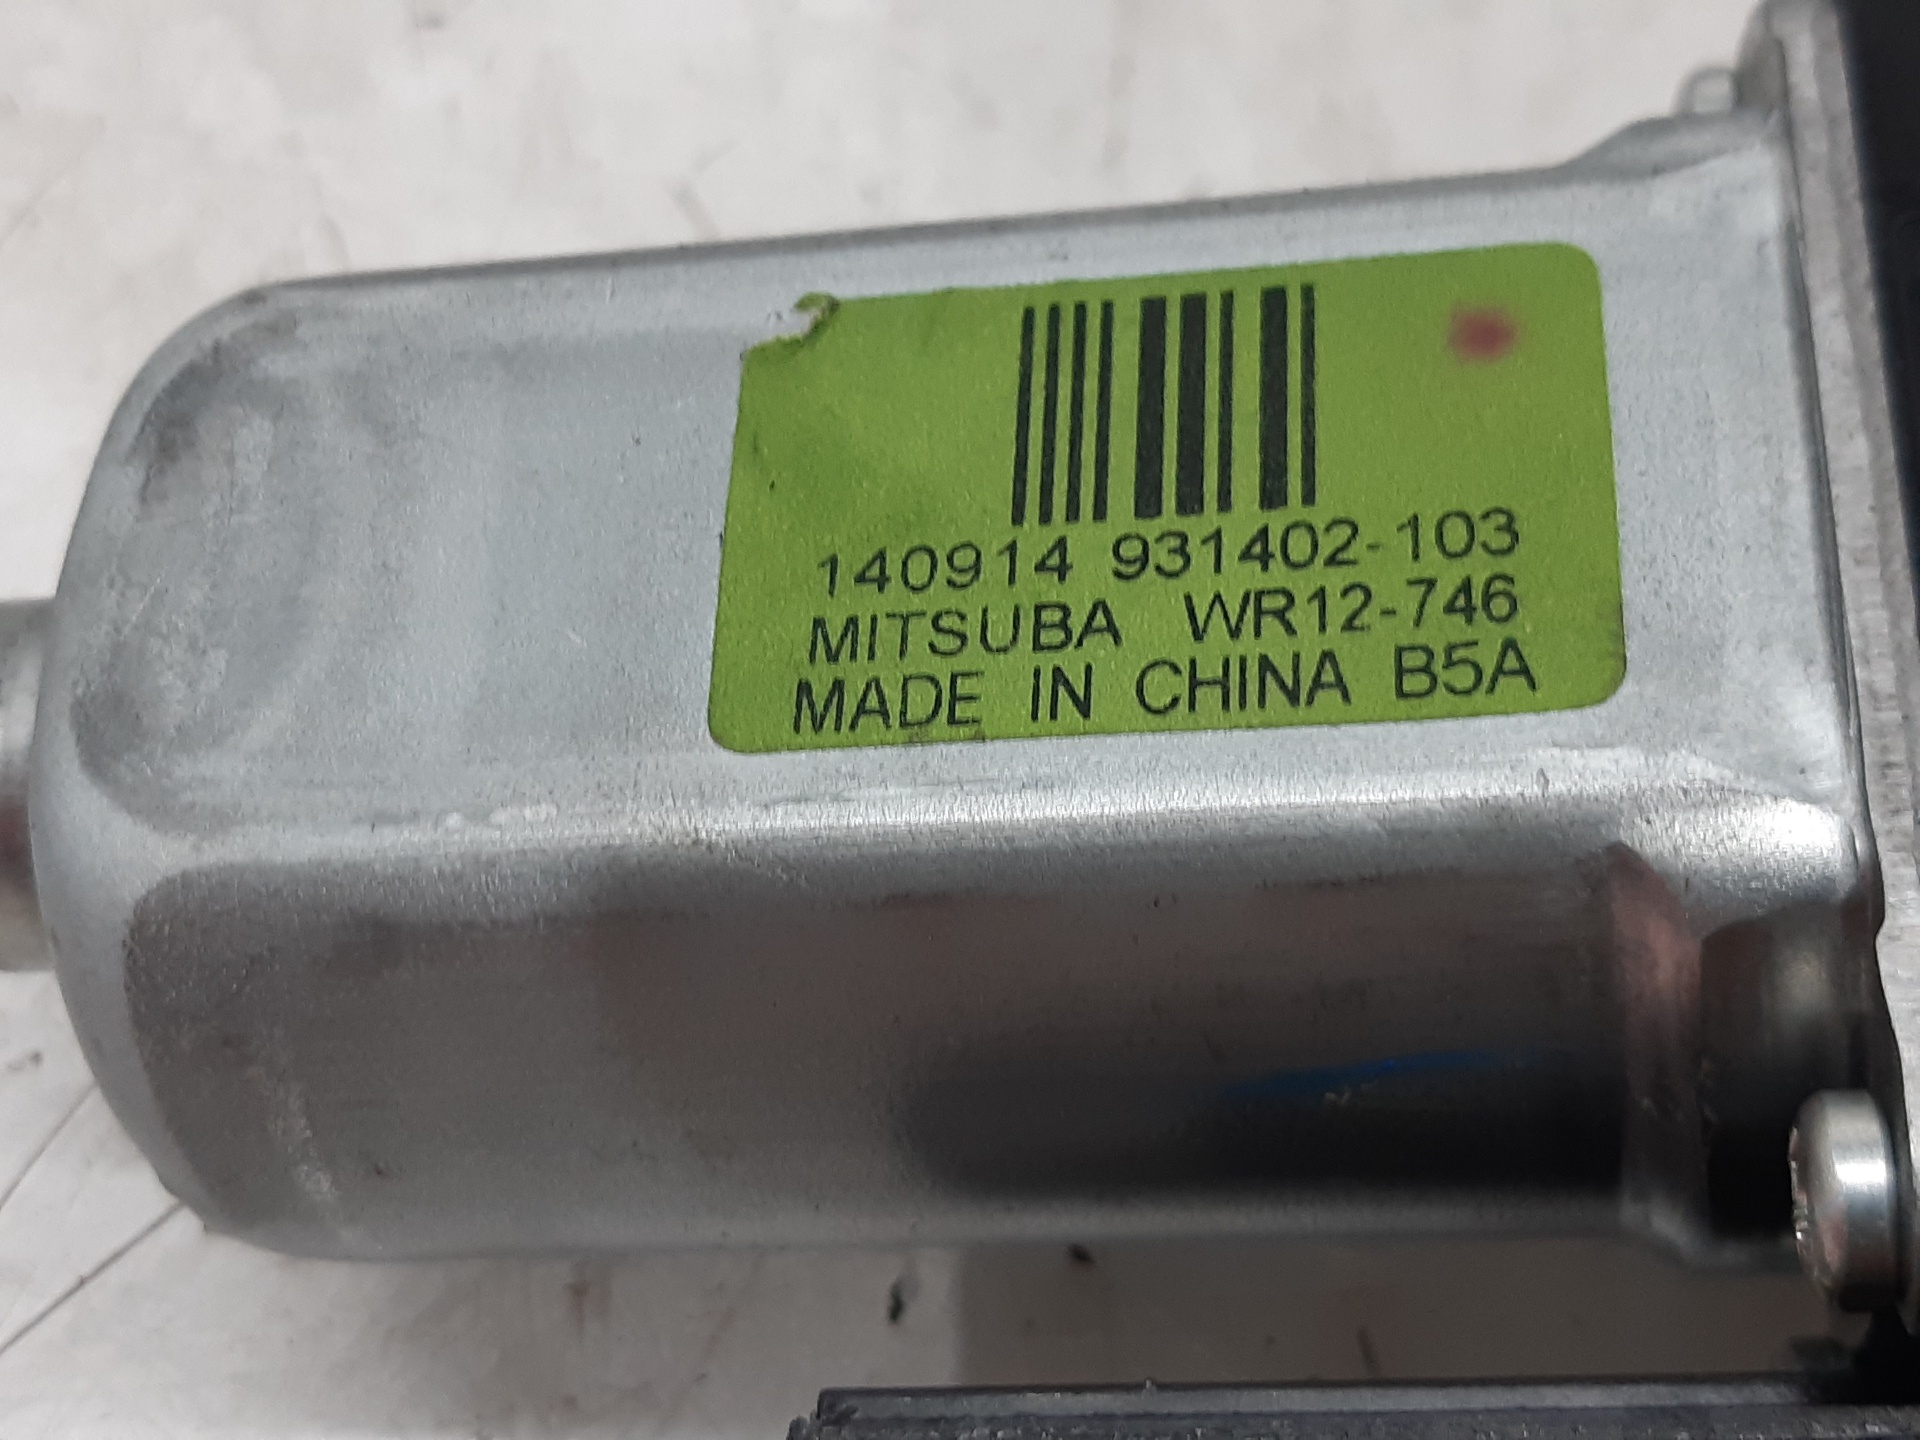 140914 931402-103
MITSUBA WR12-746
MADE IN CHINA B5A